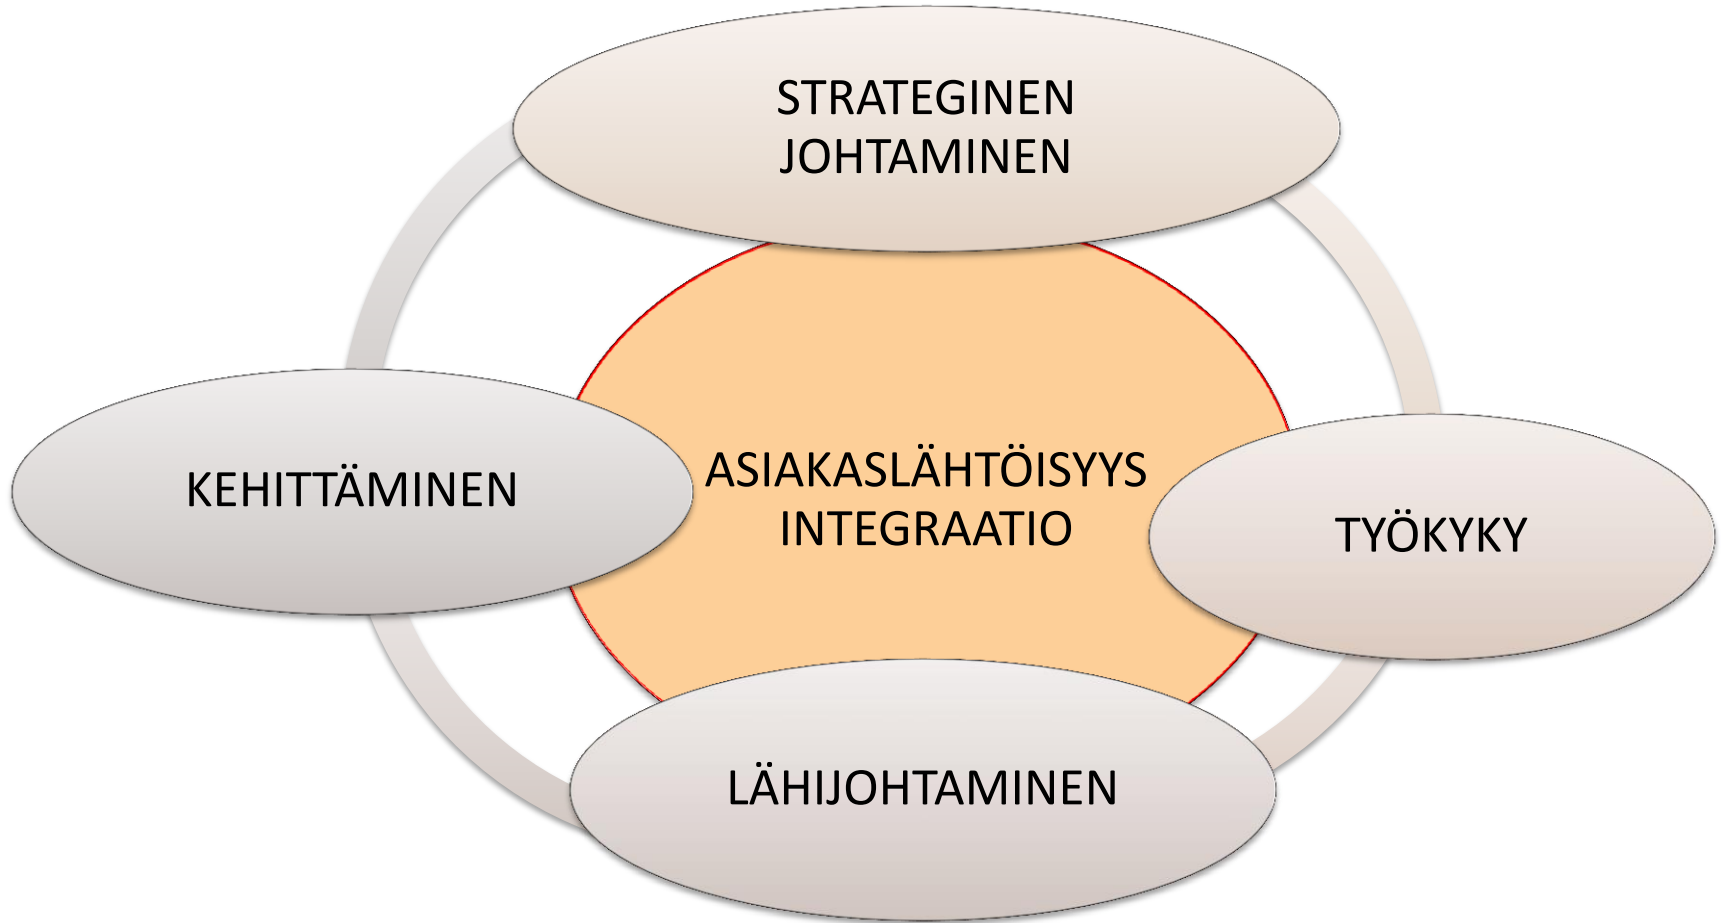 STRATEGINEN
JOHTAMINEN
KEHITTÄMINEN
ASIAKASLÄHTÖISYYS
INTEGRAATIO
TYÖKYKY
LÄHIJOHTAMINEN